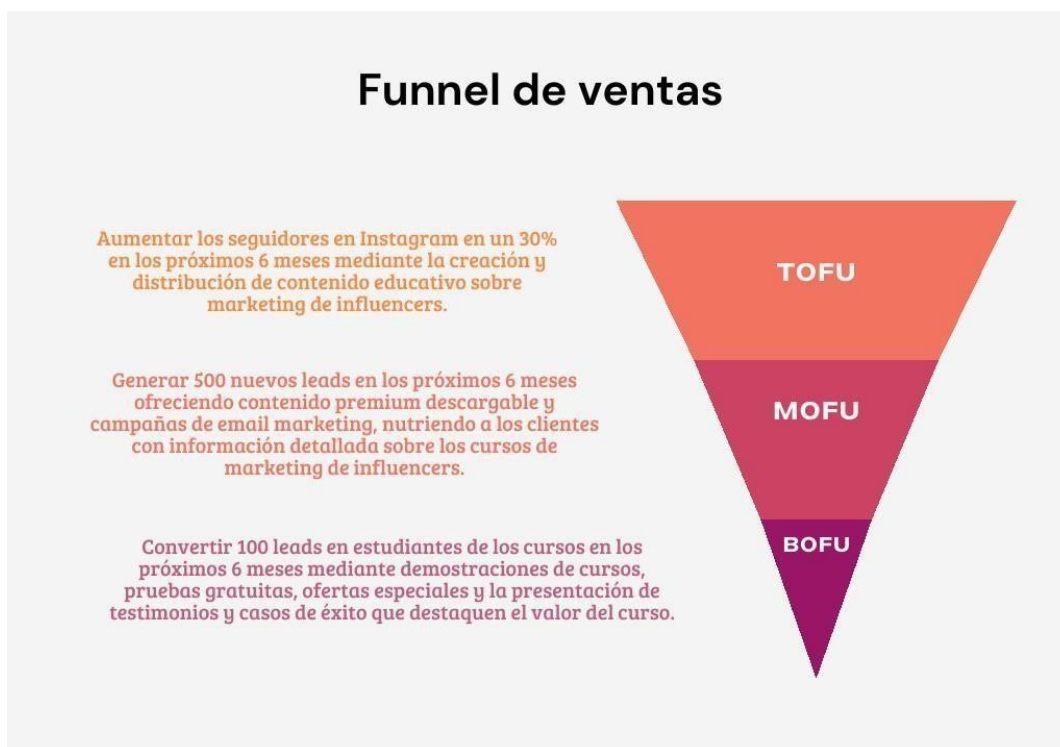 Funnel de ventas
Aumentar los seguidores en Instagram en un 30%
en los próximos 6 meses mediante la creación y
distribución de contenido educativo sobre
marketing de influencers.
TOFU
Generar 500 nuevos leads en los próximos 6 meses
ofreciendo contenido premium descargable y
campañas de email marketing, nutriendo a los clientes
con información detallada sobre los cursos de
marketing de influencers.
MOFU
Convertir 100 leads en estudiantes de los cursos en los
próximos 6 meses mediante demostraciones de cursos,
pruebas gratuitas, ofertas especiales y la presentación de
testimonios y casos de éxito que destaquen el valor del curso.
BOFU